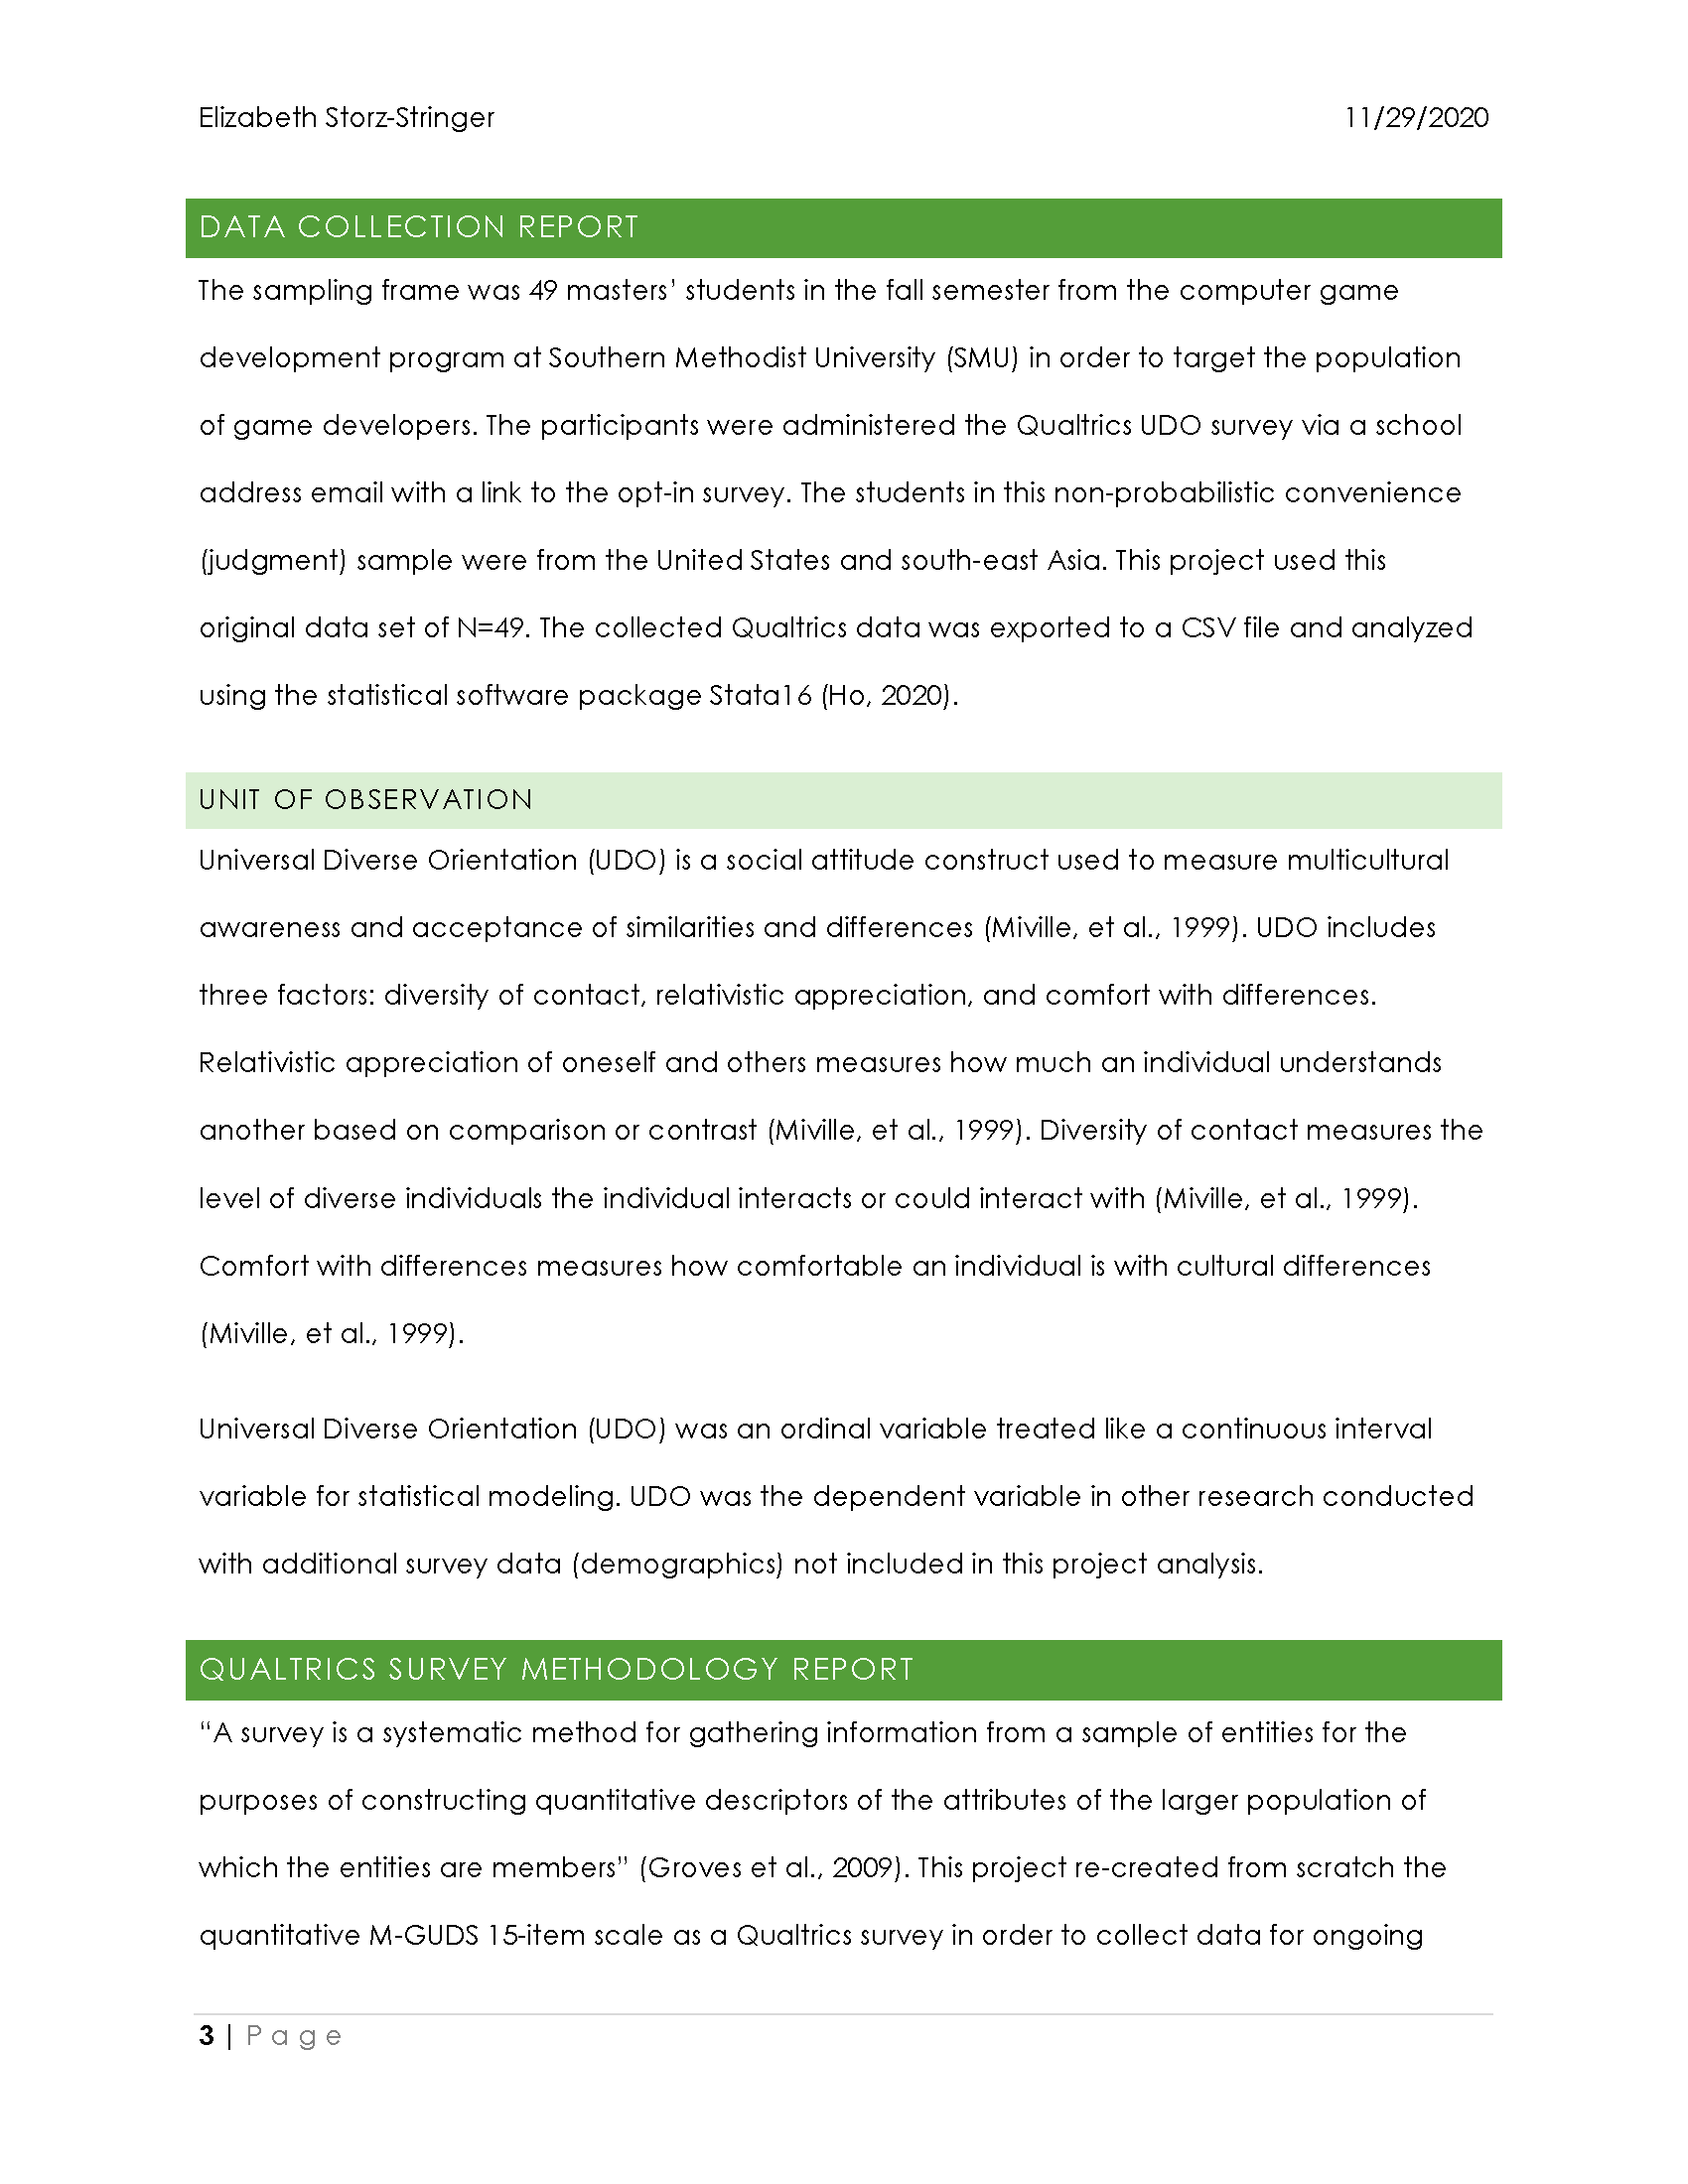 Elizabeth Storz-Stringer 11/29/2020
DATA COLLECTION REPORT
The sampling frame was 49 masters’ students in the fall semester from the computer game
development program at Southern Methodist University (SMU) in order to target the population
of game developers. The participants were administered the Qualtrics UDO survey via a school
address email with a link to the opt-in survey. The students in this non-probabilistic convenience
(judgment) sample were from the United States and south-east Asia. This project used this
original data set of N=49. The collected Qualtrics data was exported to a CSV file and analyzed
using the statistical software package Stata16 (Ho, 2020).
UNIT OF OBSERVATION
Universal Diverse Orientation (UDO) is a social attitude construct used to measure multicultural
awareness and acceptance of similarities and differences (Miville, et al., 1999). UDO includes
three factors: diversity of contact, relativistic appreciation, and comfort with differences.
Relativistic appreciation of oneself and others measures how much an individual understands
another based on comparison or contrast (Miville, et al., 1999). Diversity of contact measures the
level of diverse individuals the individual interacts or could interact with (Miville, et al., 1999).
Comfort with differences measures how comfortable an individual is with cultural differences
(Miville, et al., 1999).
Universal Diverse Orientation (UDO) was an ordinal variable treated like a continuous interval
variable for statistical modeling. UDO was the dependent variable in other research conducted
with additional survey data (demographics) not included in this project analysis.
QUALTRICS SURVEY METHODOLOGY REPORT
“A survey is a systematic method for gathering information from a sample of entities for the
purposes of constructing quantitative descriptors of the attributes of the larger population of
which the entities are members” (Groves et al., 2009). This project re-created from scratch the
quantitative M-GUDS 15-item scale as a Qualtrics survey in order to collect data for ongoing
3 | P a g e